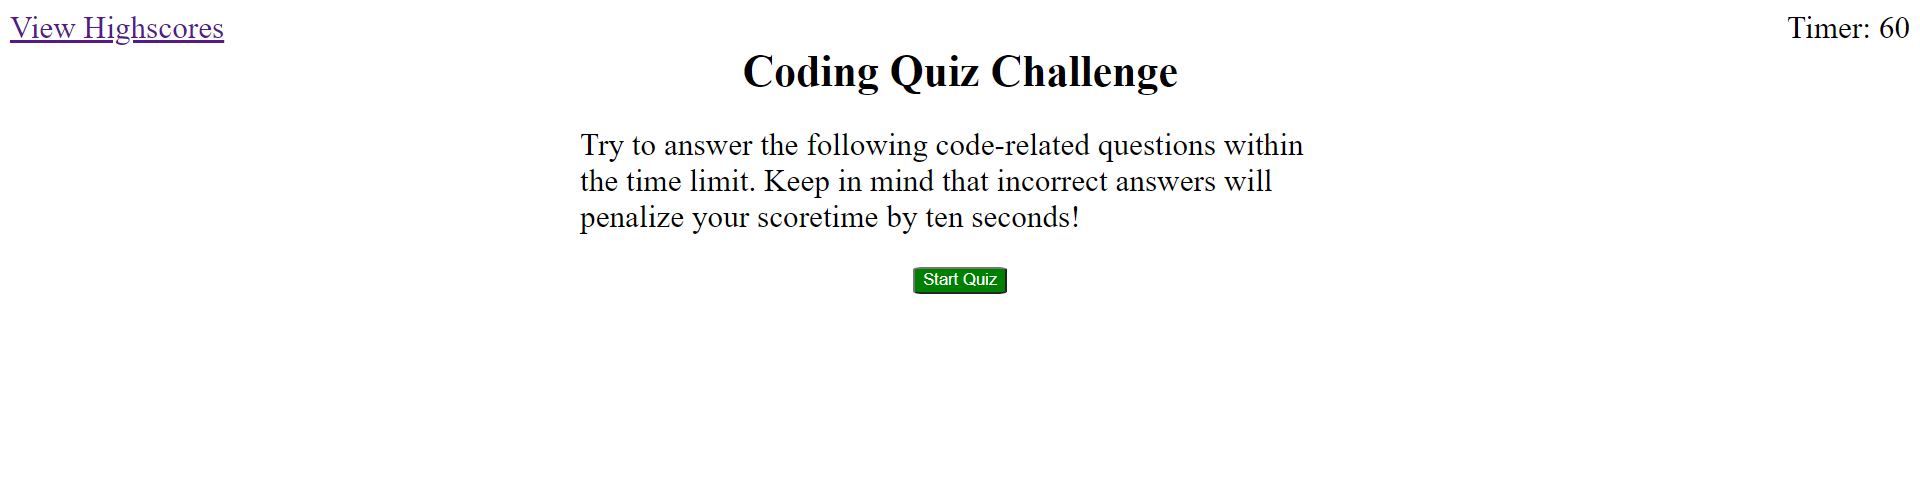 View Highscores
Timer: 60
Coding Quiz Challenge
Try to answer the following code-related questions within
the time limit. Keep in mind that incorrect answers will
penalize your scoretime by ten seconds!
Start Quiz